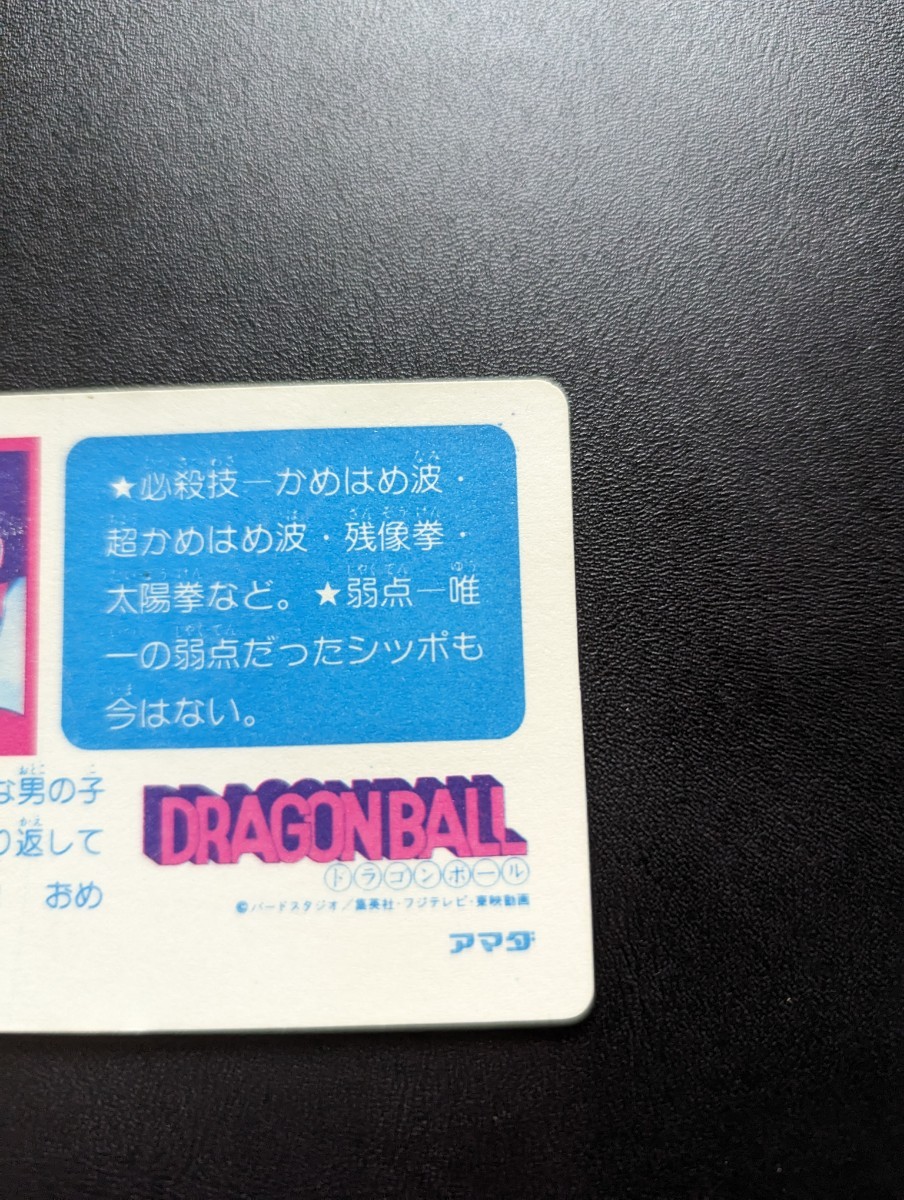 ★必殺技―かめはめ波・
超かめはめ波・残像拳・
太陽拳など。★弱点―唯
一の弱点だったシッポも
今はない。
な男の子
り返して
おめ
DRAGON BALL
ドラゴンボール
©バードスタジオ/集英社・フジテレビ・東映動画
アマダ